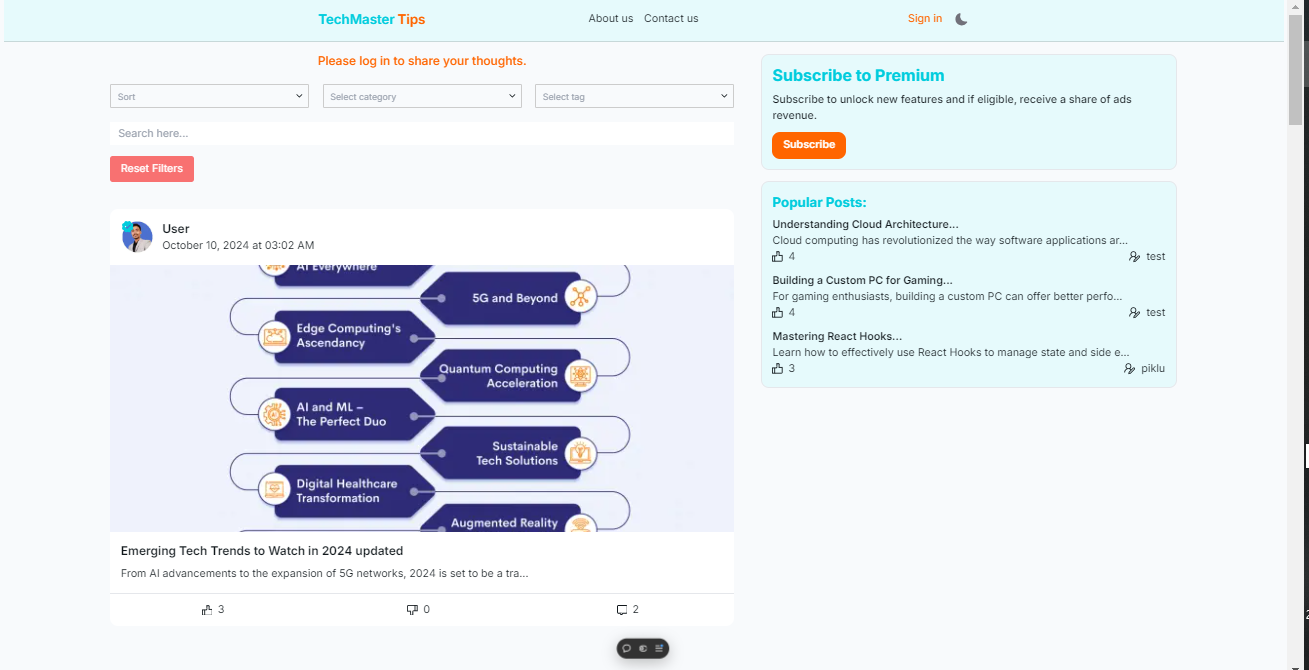 TechMaster Tips
About us
Contact us
Sign in
Please log in to share your thoughts.
Sort
Select category
Select tag
Search here...
Reset Filters
User
October 10, 2024 at 03:02 AM
AI Everywhere
5G and Beyond
Edge Computing's
Ascendancy
Quantum Computing
Acceleration
AI and ML –
The Perfect Duo
Sustainable
Tech Solutions
Digital Healthcare
Transformation
Augmented Reality
Emerging Tech Trends to Watch in 2024 updated
From AI advancements to the expansion of 5G networks, 2024 is set to be a tra...
3
0
2
Subscribe to Premium
Subscribe to unlock new features and if eligible, receive a share of ads
revenue.
Subscribe
Popular Posts:
Understanding Cloud Architecture...
Cloud computing has revolutionized the way software applications ar...
4
test
Building a Custom PC for Gaming...
For gaming enthusiasts, building a custom PC can offer better perfo...
4
test
Mastering React Hooks...
Learn how to effectively use React Hooks to manage state and side e...
3
piklu